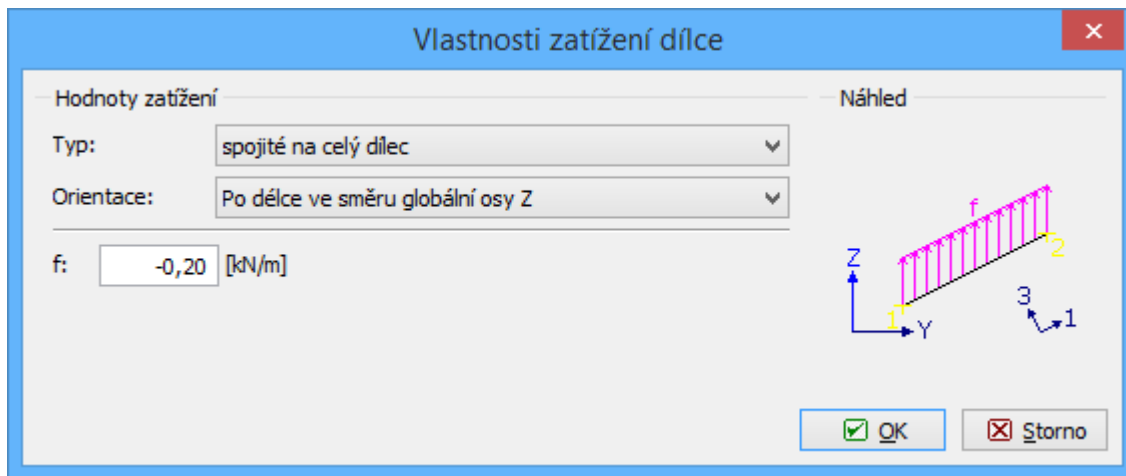 Vlastnosti zatížení dílce
Hodnoty zatížení
Typ: spojité na celý dílec
Orientace: Po délce ve směru globální osy Z
f: -0,20 [kN/m]
Náhled
f
Z
2
3
1
1
Y
OK
Storno